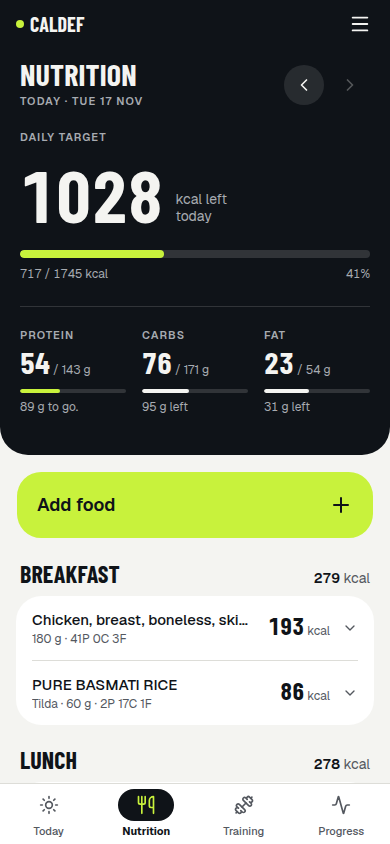 CALDEF
NUTRITION
TODAY · TUE 17 NOV
DAILY TARGET
1028 kcal left today
717 / 1745 kcal 41%
PROTEIN CARBS FAT
54 / 143 g 76 / 171 g 23 / 54 g
89 g to go. 95 g left 31 g left
Add food
BREAKFAST 279 kcal
Chicken, breast, boneless, ski... 193 kcal
180 g · 41P 0C 3F
PURE BASMATI RICE 86 kcal
Tilda · 60 g · 2P 17C 1F
LUNCH 278 kcal
Today Nutrition Training Progress